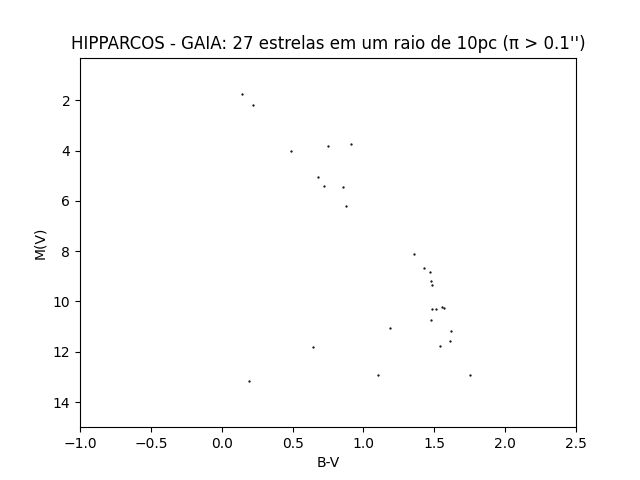 HIPPARCOS - GAIA: 27 estrelas em um raio de 10pc (π > 0.1'')
2
4
6
8
10
12
14
M(V)
−1.0 −0.5 0.0 0.5 1.0 1.5 2.0 2.5
B-V